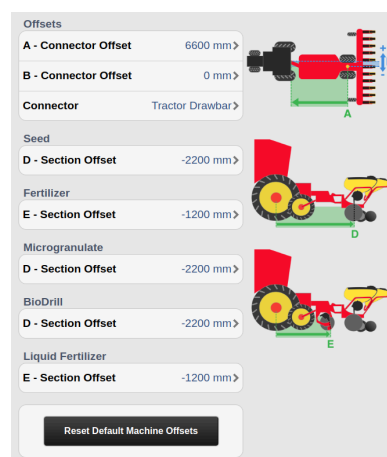 Offsets
A - Connector Offset 6600 mm
B - Connector Offset 0 mm
Connector Tractor Drawbar
+
-
A
Seed
D - Section Offset -2200 mm
Fertilizer
E - Section Offset -1200 mm
D
Microgranulate
D - Section Offset -2200 mm
BioDrill
D - Section Offset -2200 mm
E
Liquid Fertilizer
E - Section Offset -1200 mm
Reset Default Machine Offsets